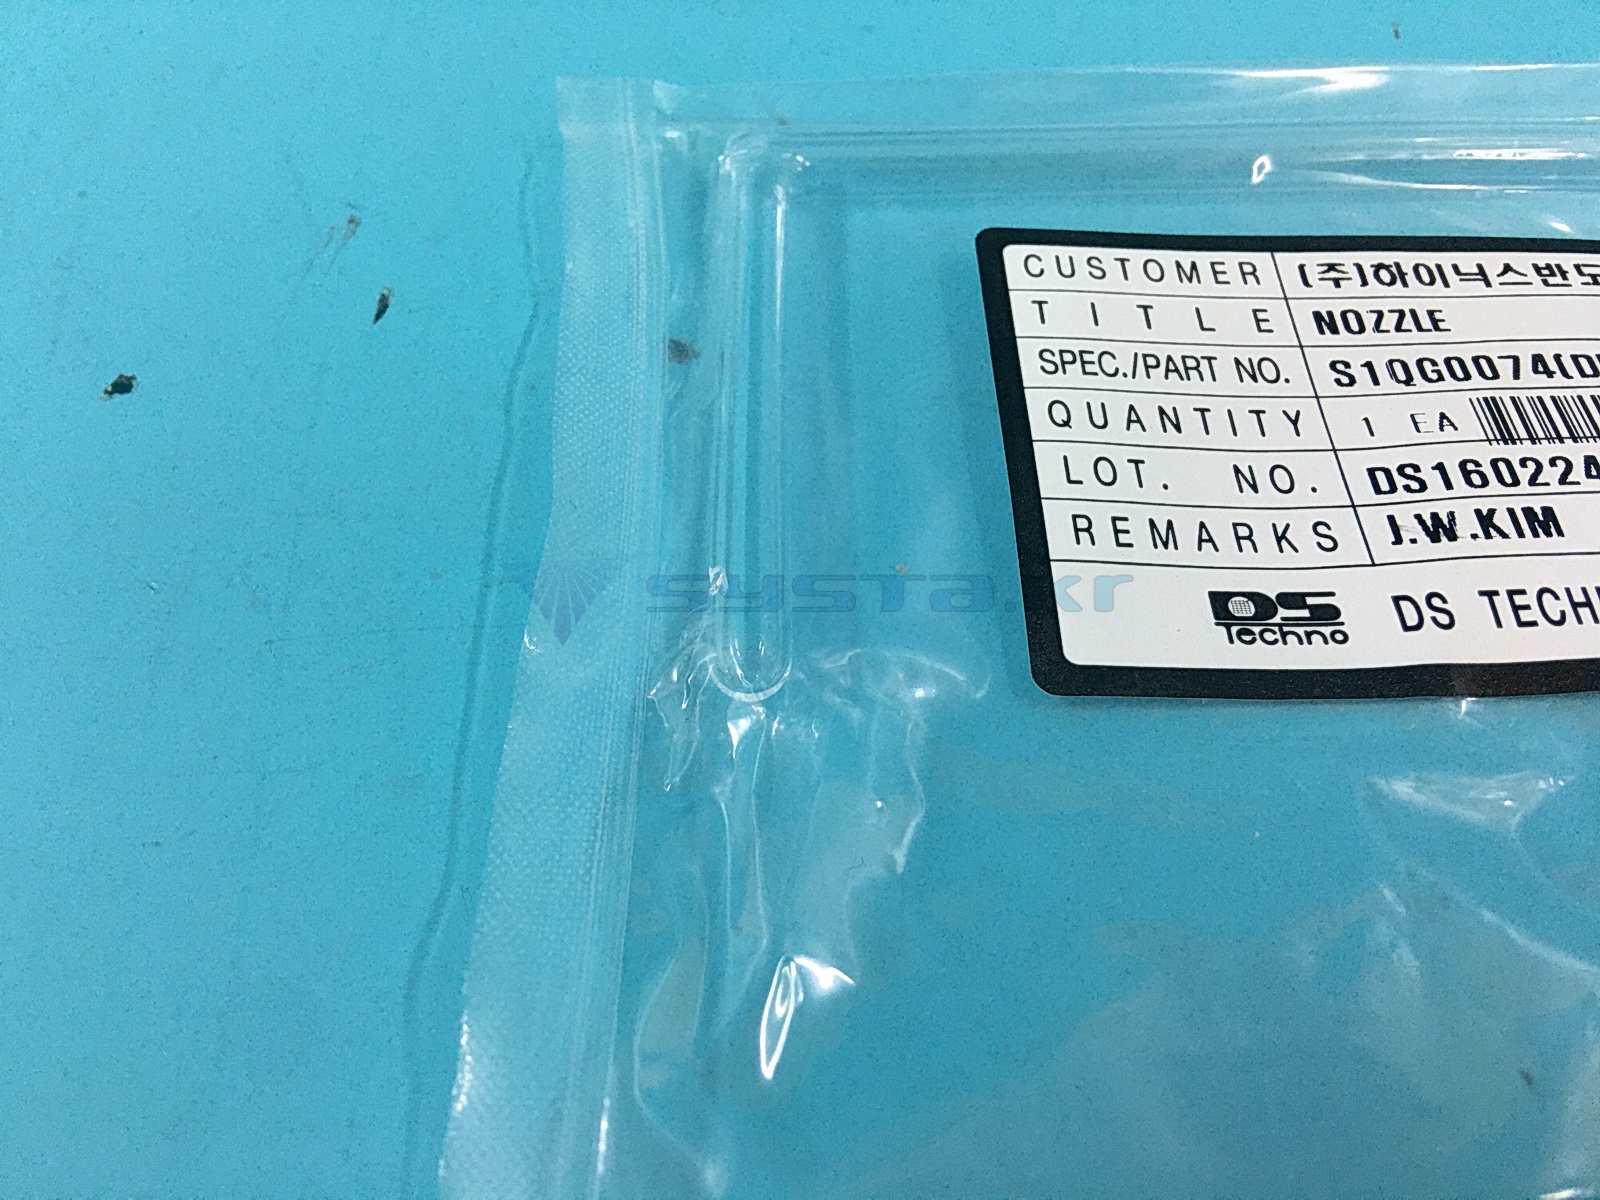 CUSTOMER (주)하이닉스반도
TITLE NOZZLE
SPEC./PART NO. S1QG0074(D
QUANTITY 1 EA
LOT. NO. DS160224
REMARKS J.W.KIM
systa.kr
DS Techno DS TECH